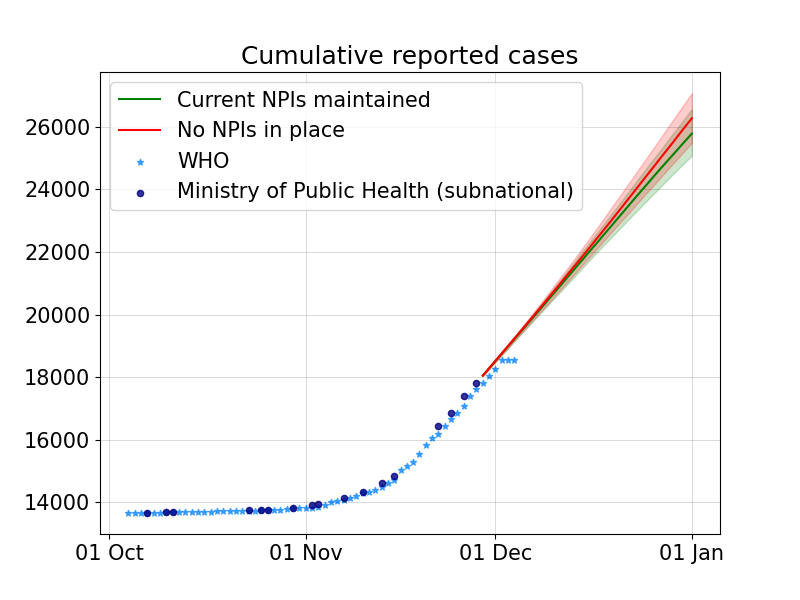 Cumulative reported cases
Current NPIs maintained
No NPIs in place
WHO
Ministry of Public Health (subnational)
26000
24000
22000
20000
18000
16000
14000
01 Oct
01 Nov
01 Dec
01 Jan